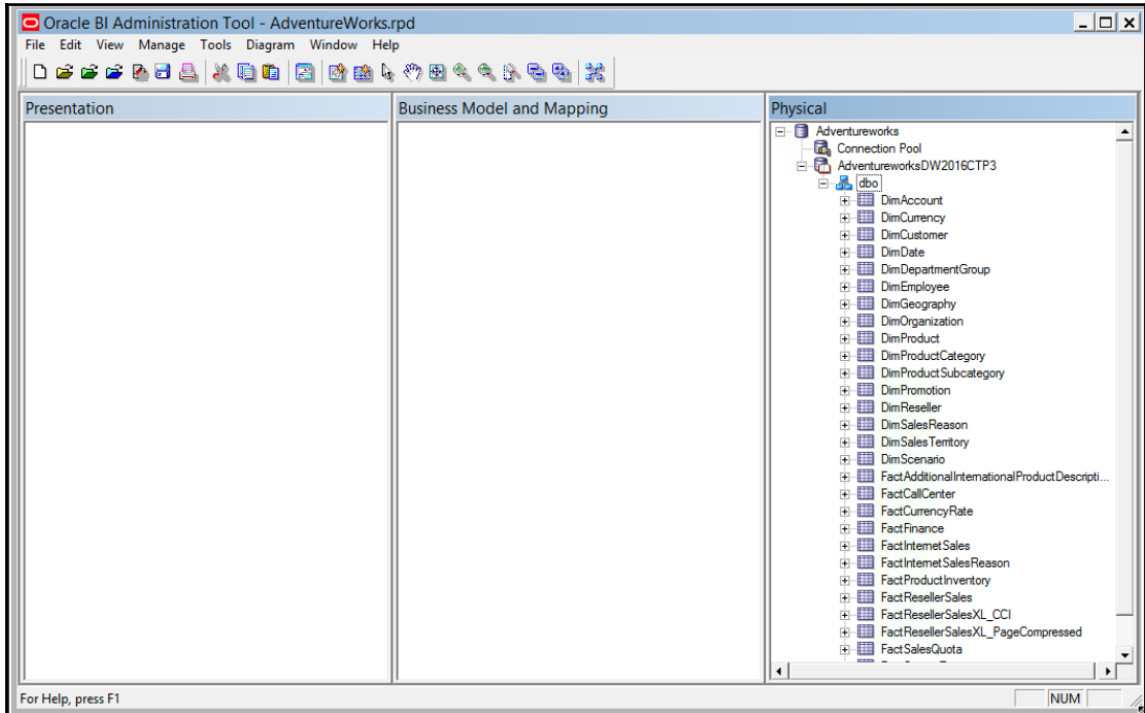 Oracle BI Administration Tool - AdventureWorks.rpd
File Edit View Manage Tools Diagram Window Help
Presentation
Business Model and Mapping
Physical
Adventureworks
Connection Pool
AdventureworksDW2016CTP3
dbo
DimAccount
DimCurrency
DimCustomer
DimDate
DimDepartmentGroup
DimEmployee
DimGeography
DimOrganization
DimProduct
DimProductCategory
DimProductSubcategory
DimPromotion
DimReseller
DimSalesReason
DimSalesTerritory
DimScenario
FactAdditionalInternationalProductDescripti...
FactCallCenter
FactCurrencyRate
FactFinance
FactInternetSales
FactInternetSalesReason
FactProductInventory
FactResellerSales
FactResellerSalesXL_CCI
FactResellerSalesXL_PageCompressed
FactSalesQuota
For Help, press F1
NUM